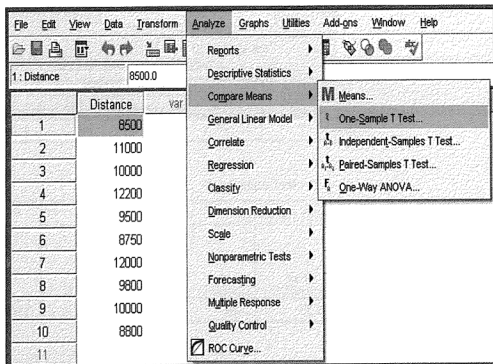 File Edit View Data Transform Analyze Graphs Utilities Add-ons Window Help
1 : Distance 8500.0
Distance var
1 8500
2 11000
3 10000
4 12200
5 9500
6 8750
7 12000
8 9800
9 10000
10 8800
11
Reports
Descriptive Statistics
Compare Means
General Linear Model
Correlate
Regression
Classify
Dimension Reduction
Scale
Nonparametric Tests
Forecasting
Multiple Response
Quality Control
ROC Curve...
M Means...
t One-Sample T Test...
Independent-Samples T Test...
Paired-Samples T Test...
One-Way ANOVA...